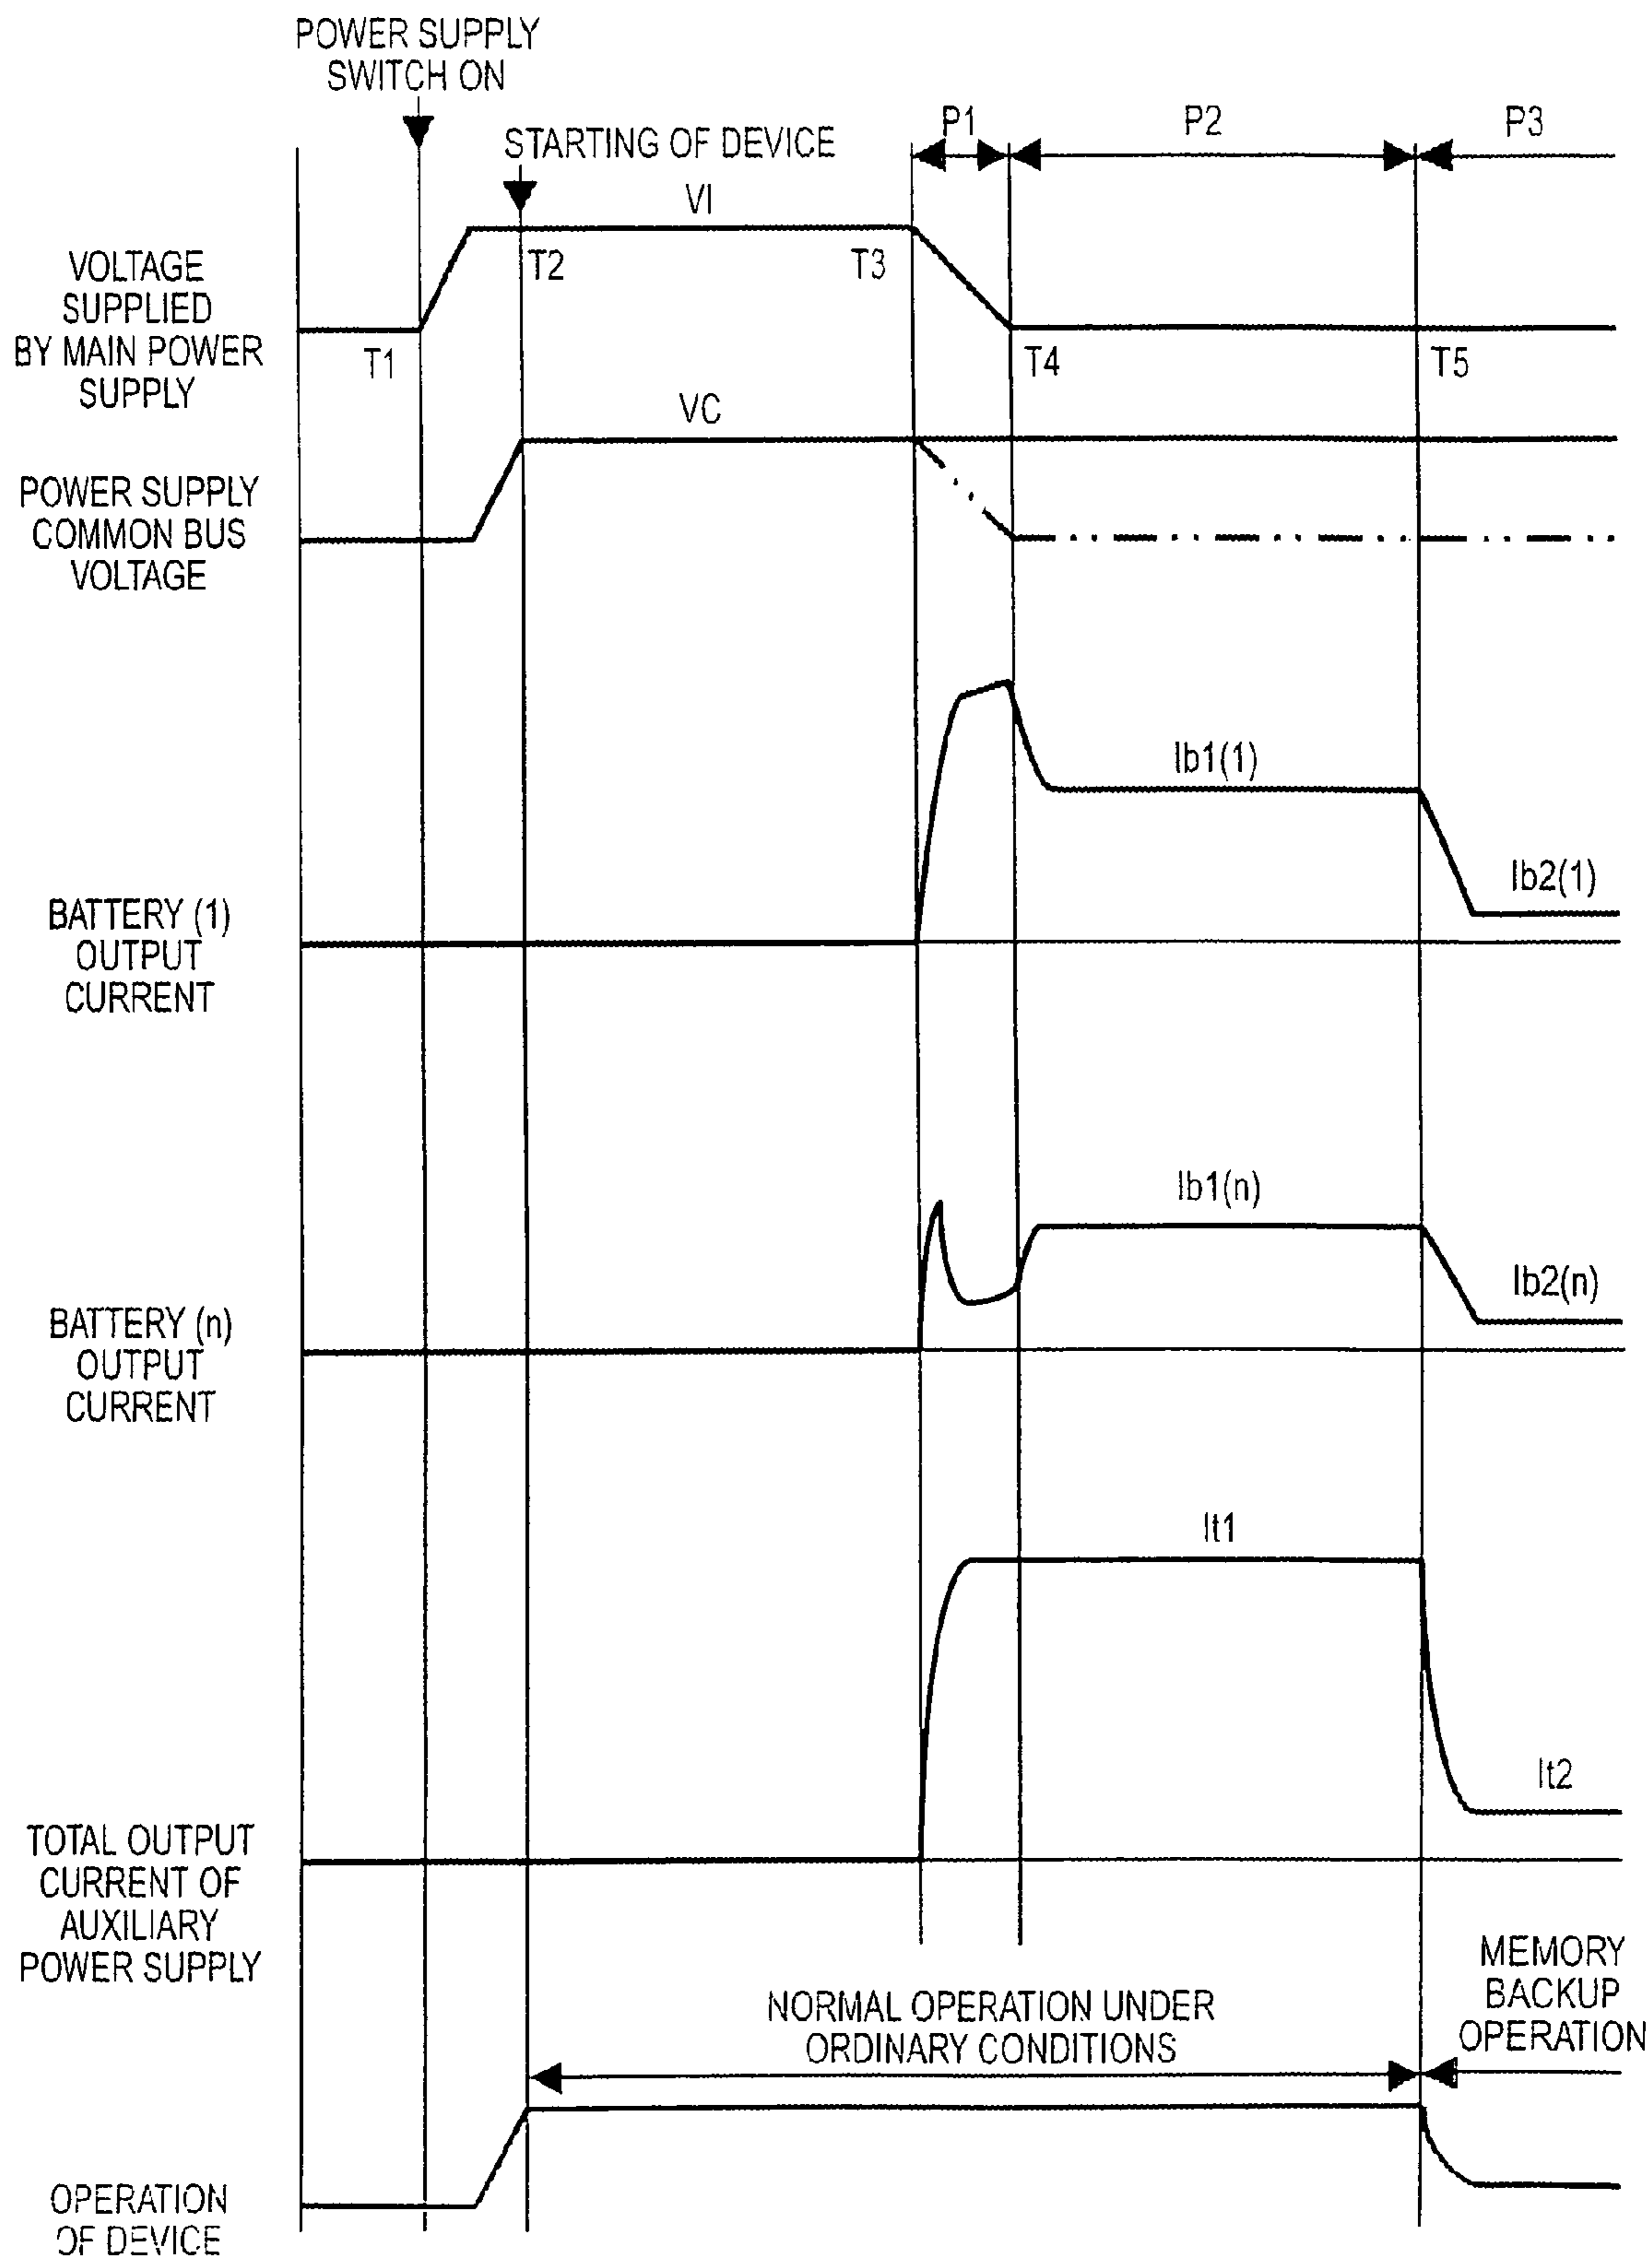 POWER SUPPLY
SWITCH ON
STARTING OF DEVICE
P1
P2
P3
VI
VOLTAGE
SUPPLIED
BY MAIN POWER
SUPPLY
T1
T2
T3
T4
T5
VC
POWER SUPPLY
COMMON BUS
VOLTAGE
Ib1(1)
Ib2(1)
BATTERY (1)
OUTPUT
CURRENT
Ib1(n)
Ib2(n)
BATTERY (n)
OUTPUT
CURRENT
It1
It2
TOTAL OUTPUT
CURRENT OF
AUXILIARY
POWER SUPPLY
NORMAL OPERATION UNDER
ORDINARY CONDITIONS
MEMORY
BACKUP
OPERATION
OPERATION
OF DEVICE